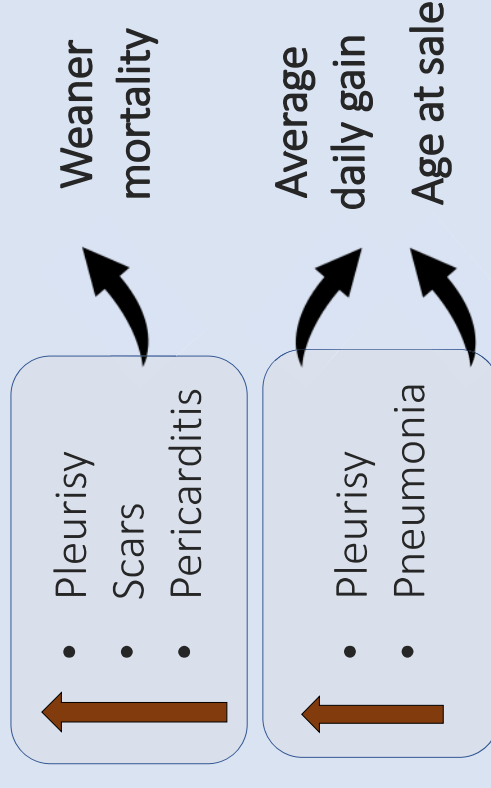 • Pleurisy
• Scars
• Pericarditis
Weaner
mortality
• Pleurisy
• Pneumonia
Average
daily gain
Age at sale